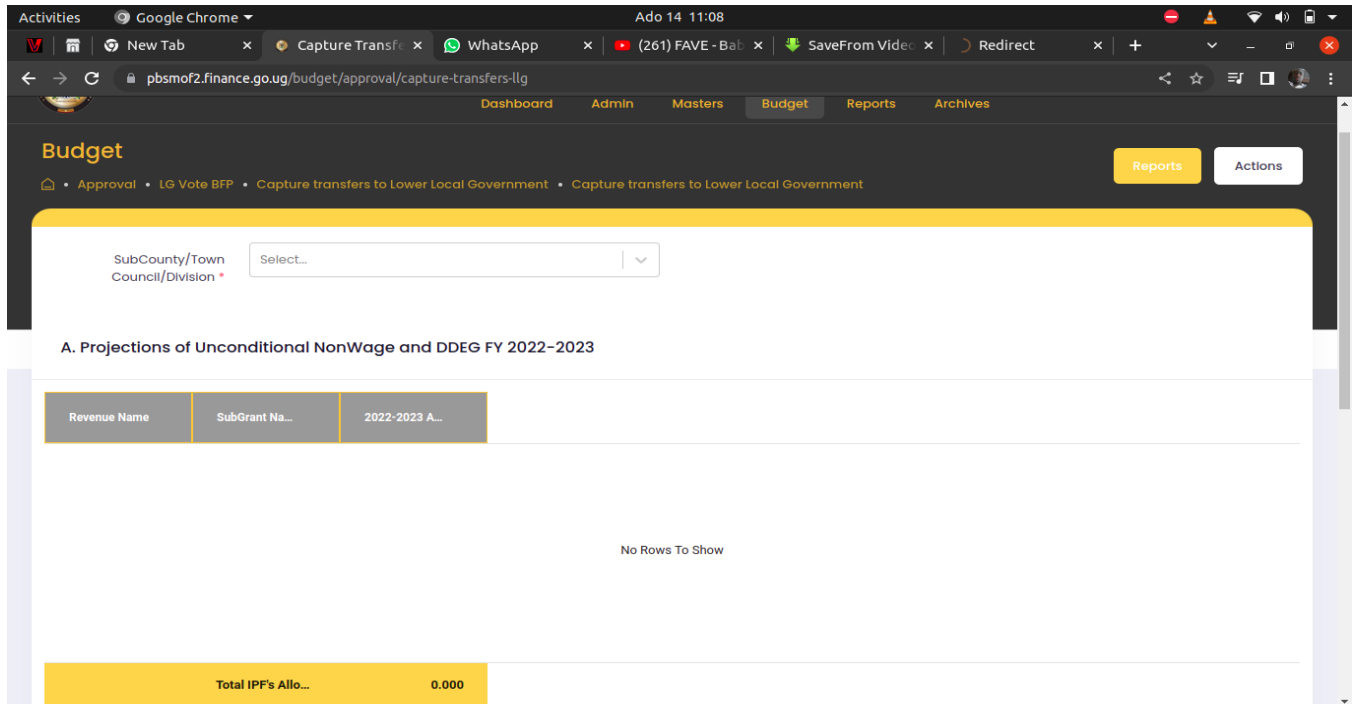 Activities Google Chrome Ado 14 11:08
New Tab Capture Transfe WhatsApp (261) FAVE - Bab SaveFrom Video Redirect
pbsmof2.finance.go.ug/budget/approval/capture-transfers-llg
Dashboard Admin Masters Budget Reports Archives
Budget
Reports Actions
• Approval • LG Vote BFP • Capture transfers to Lower Local Government • Capture transfers to Lower Local Government
SubCounty/Town Council/Division * Select...
A. Projections of Unconditional NonWage and DDEG FY 2022-2023
Revenue Name SubGrant Na... 2022-2023 A...
No Rows To Show
Total IPF's Allo... 0.000